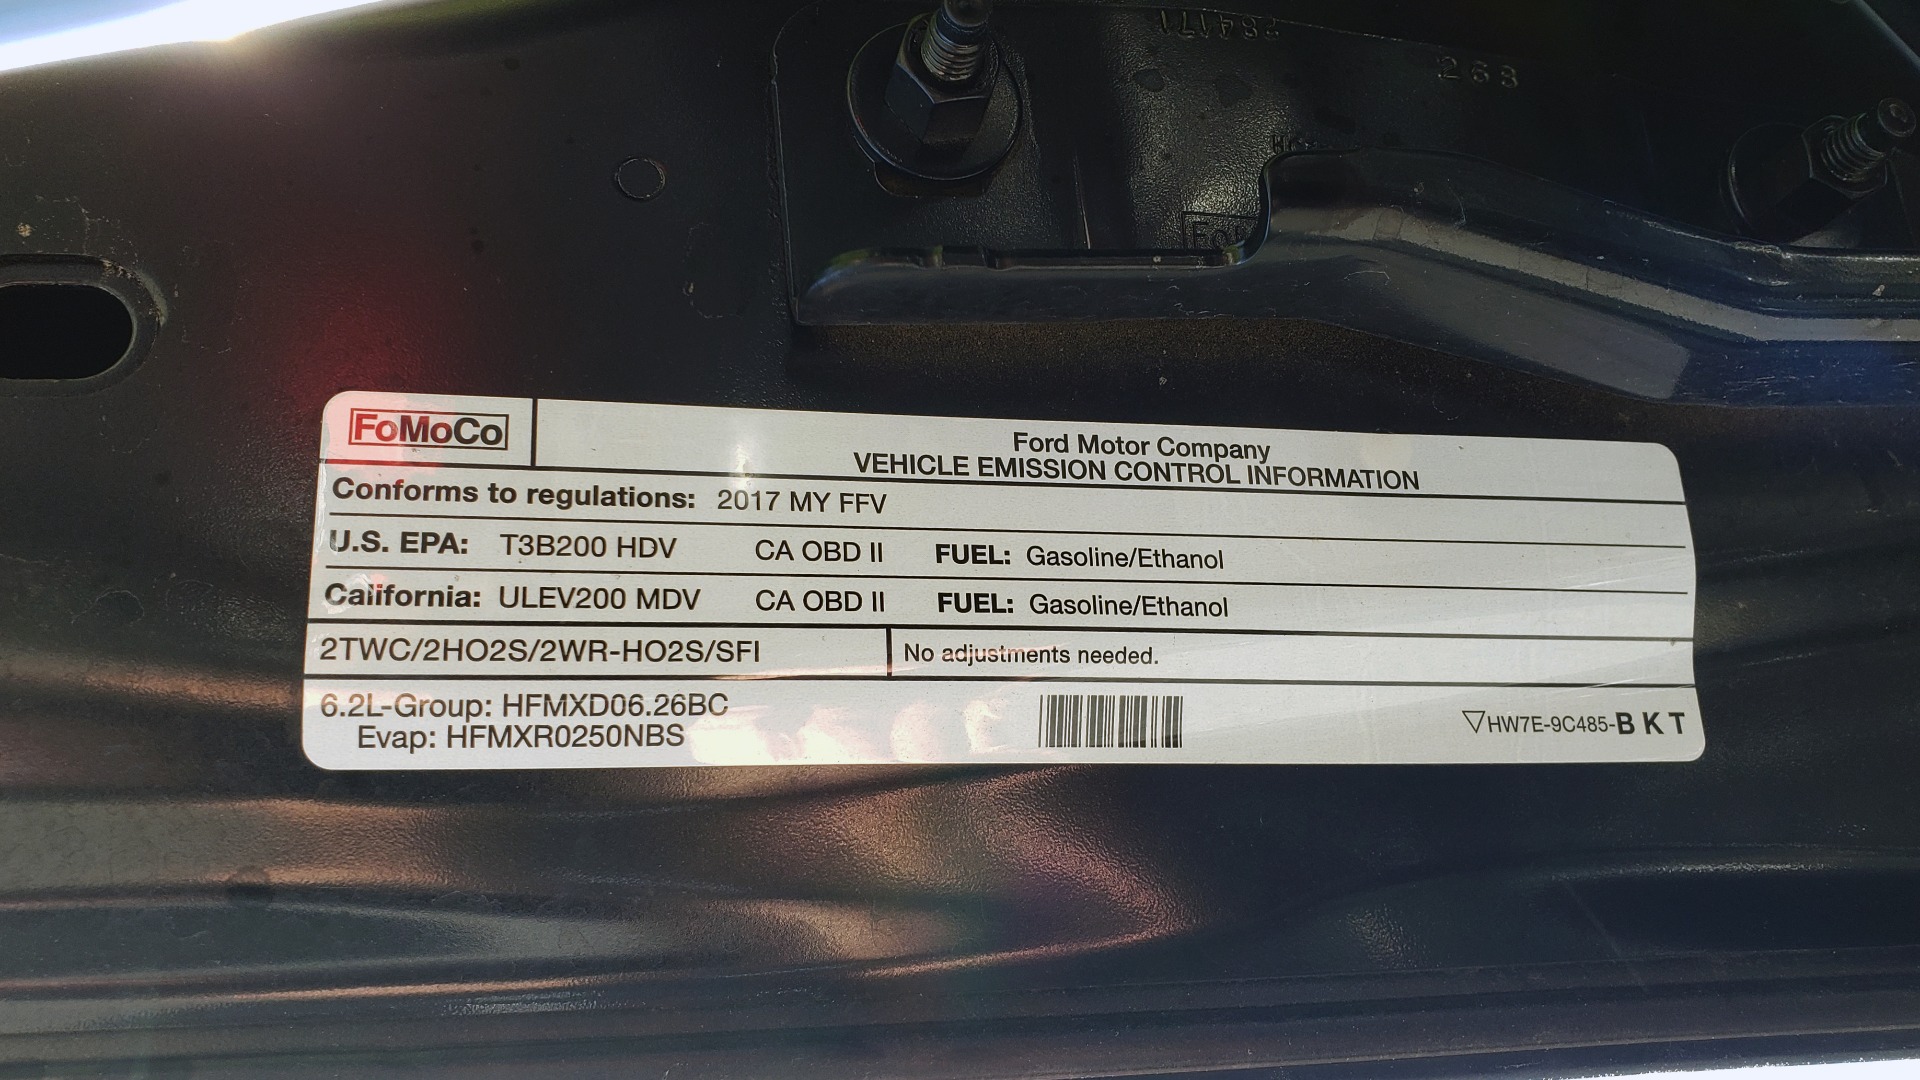 268
FoMoCo
Ford Motor Company
VEHICLE EMISSION CONTROL INFORMATION
Conforms to regulations: 2017 MY FFV
U.S. EPA: T3B200 HDV CA OBD II FUEL: Gasoline/Ethanol
California: ULEV200 MDV CA OBD II FUEL: Gasoline/Ethanol
2TWC/2HO2S/2WR-HO2S/SFI No adjustments needed.
6.2L-Group: HFMXD06.26BC
Evap: HFMXR0250NBS
▽HW7E-9C485-B K T